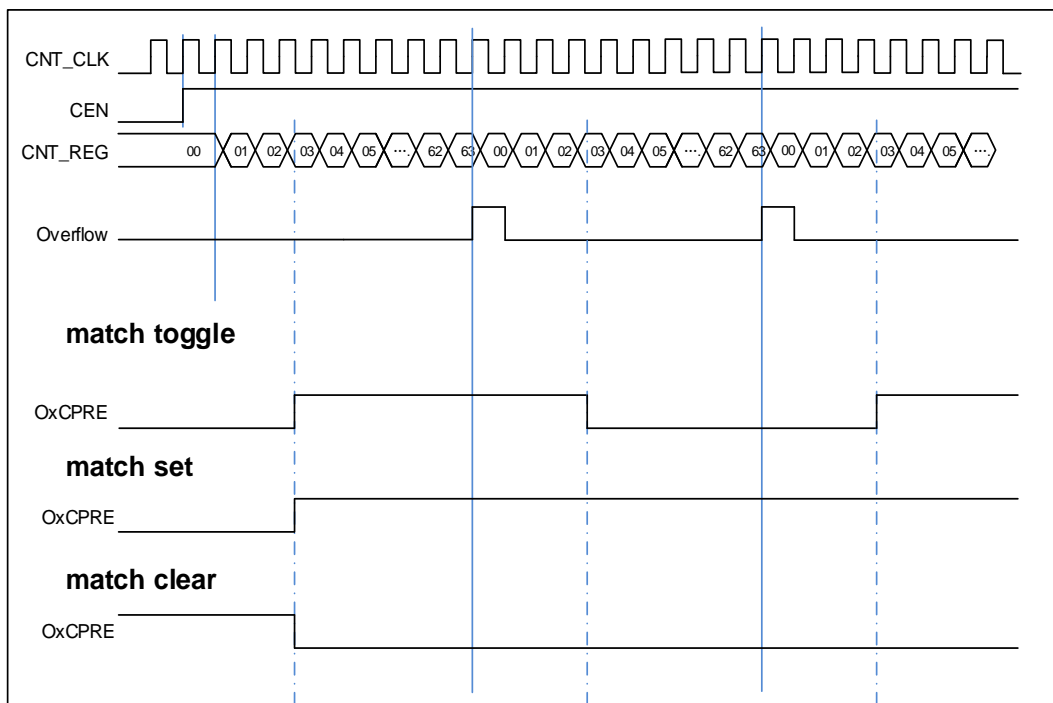 CNT_CLK
CEN
CNT_REG 00 01 02 03 04 05 .... 62 63 00 01 02 03 04 05 .... 62 63 00 01 02 03 04 05 ....
Overflow
match toggle
OxCPRE
match set
OxCPRE
match clear
OxCPRE